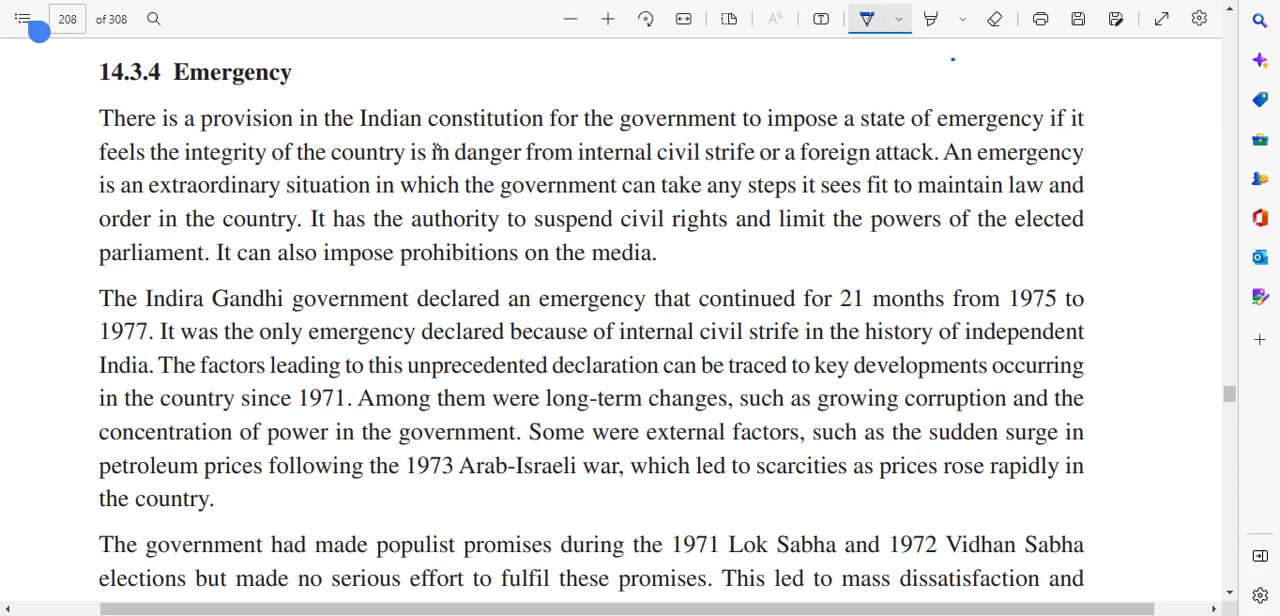 208 of 308
14.3.4 Emergency
There is a provision in the Indian constitution for the government to impose a state of emergency if it
feels the integrity of the country is in danger from internal civil strife or a foreign attack. An emergency
is an extraordinary situation in which the government can take any steps it sees fit to maintain law and
order in the country. It has the authority to suspend civil rights and limit the powers of the elected
parliament. It can also impose prohibitions on the media.
The Indira Gandhi government declared an emergency that continued for 21 months from 1975 to
1977. It was the only emergency declared because of internal civil strife in the history of independent
India. The factors leading to this unprecedented declaration can be traced to key developments occurring
in the country since 1971. Among them were long-term changes, such as growing corruption and the
concentration of power in the government. Some were external factors, such as the sudden surge in
petroleum prices following the 1973 Arab-Israeli war, which led to scarcities as prices rose rapidly in
the country.
The government had made populist promises during the 1971 Lok Sabha and 1972 Vidhan Sabha
elections but made no serious effort to fulfil these promises. This led to mass dissatisfaction and